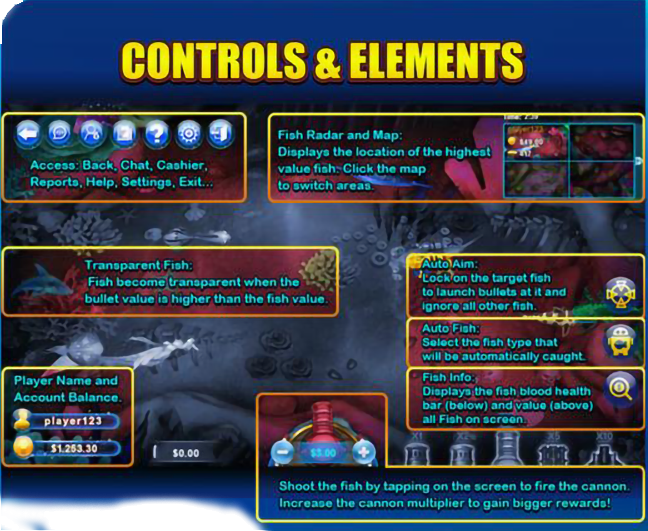 CONTROLS & ELEMENTS
Access: Back, Chat, Cashier,
Reports, Help, Settings, Exit...
Fish Radar and Map:
Displays the location of the highest
value fish. Click the map
to switch areas.
player123
Transparent Fish:
Fish become transparent when the
bullet value is higher than the fish value.
Auto Aim:
Lock on the target fish
to launch bullets at it and
ignore all other fish.
Auto Fish:
Select the fish type that
will be automatically caught.
Fish Info:
Displays the fish blood health
bar (below) and value (above)
all Fish on screen.
Player Name and
Account Balance.
player123
$1,253.30
$0.00
$3.00
X1
X2
X5
X10
Shoot the fish by tapping on the screen to fire the cannon.
Increase the cannon multiplier to gain bigger rewards!